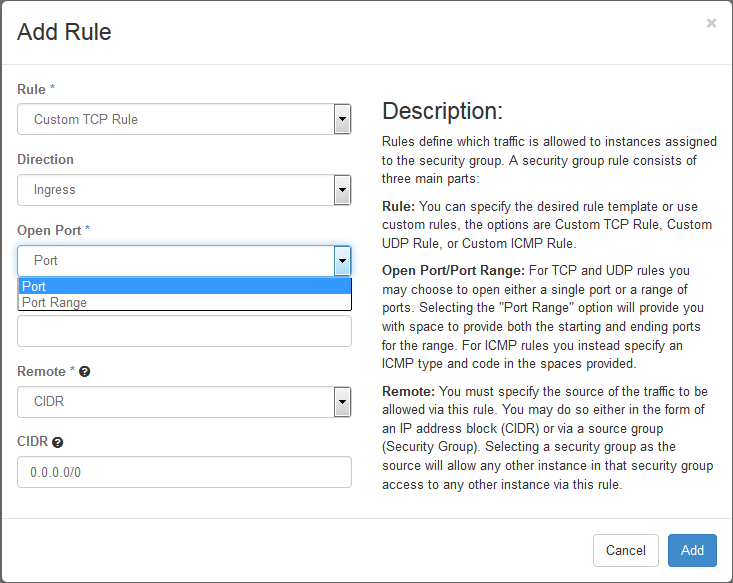 Add Rule
×
Rule *
Custom TCP Rule
Direction
Ingress
Open Port *
Port
Port
Port Range
Remote *
CIDR
CIDR
0.0.0.0/0
Description:
Rules define which traffic is allowed to instances assigned
to the security group. A security group rule consists of
three main parts:
Rule: You can specify the desired rule template or use
custom rules, the options are Custom TCP Rule, Custom
UDP Rule, or Custom ICMP Rule.
Open Port/Port Range: For TCP and UDP rules you
may choose to open either a single port or a range of
ports. Selecting the "Port Range" option will provide you
with space to provide both the starting and ending ports
for the range. For ICMP rules you instead specify an
ICMP type and code in the spaces provided.
Remote: You must specify the source of the traffic to be
allowed via this rule. You may do so either in the form of
an IP address block (CIDR) or via a source group
(Security Group). Selecting a security group as the
source will allow any other instance in that security group
access to any other instance via this rule.
Cancel
Add